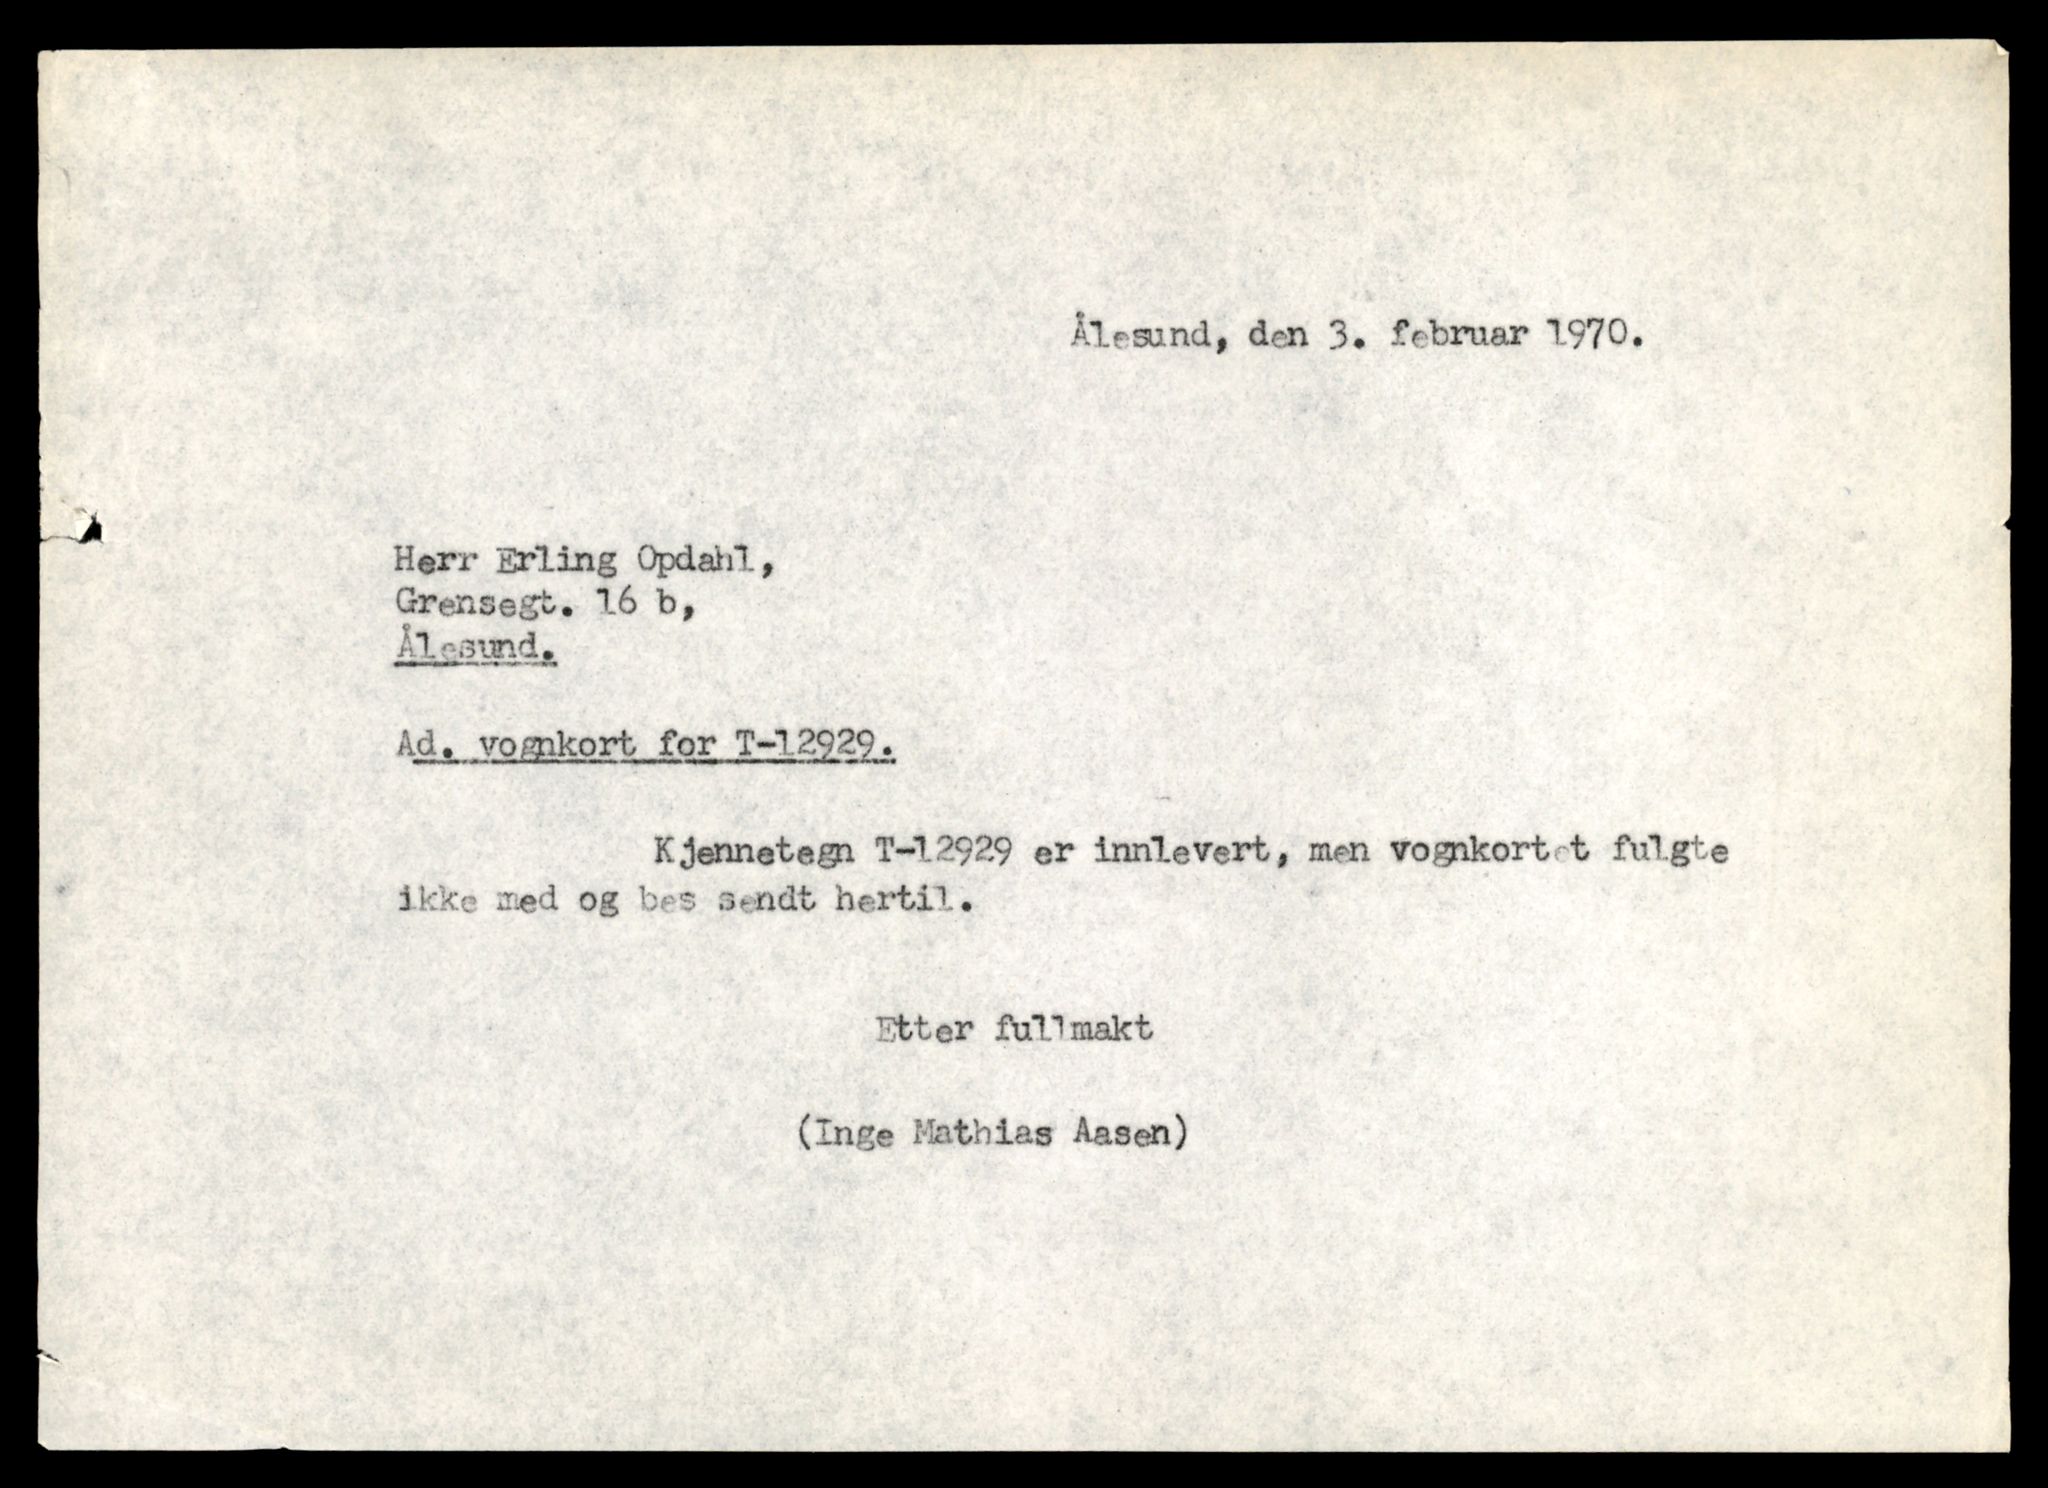 Ålesund, den 3. februar 1970.
Herr Erling Opdahl,
Grensegt. 16 b,
Ålesund.
Ad. vognkort for T-12929.
Kjennetegn T-12929 er innlevert, men vognkortet fulgte
ikke med og bes sendt hertil.
Etter fullmakt
(Inge Mathias Aasen)